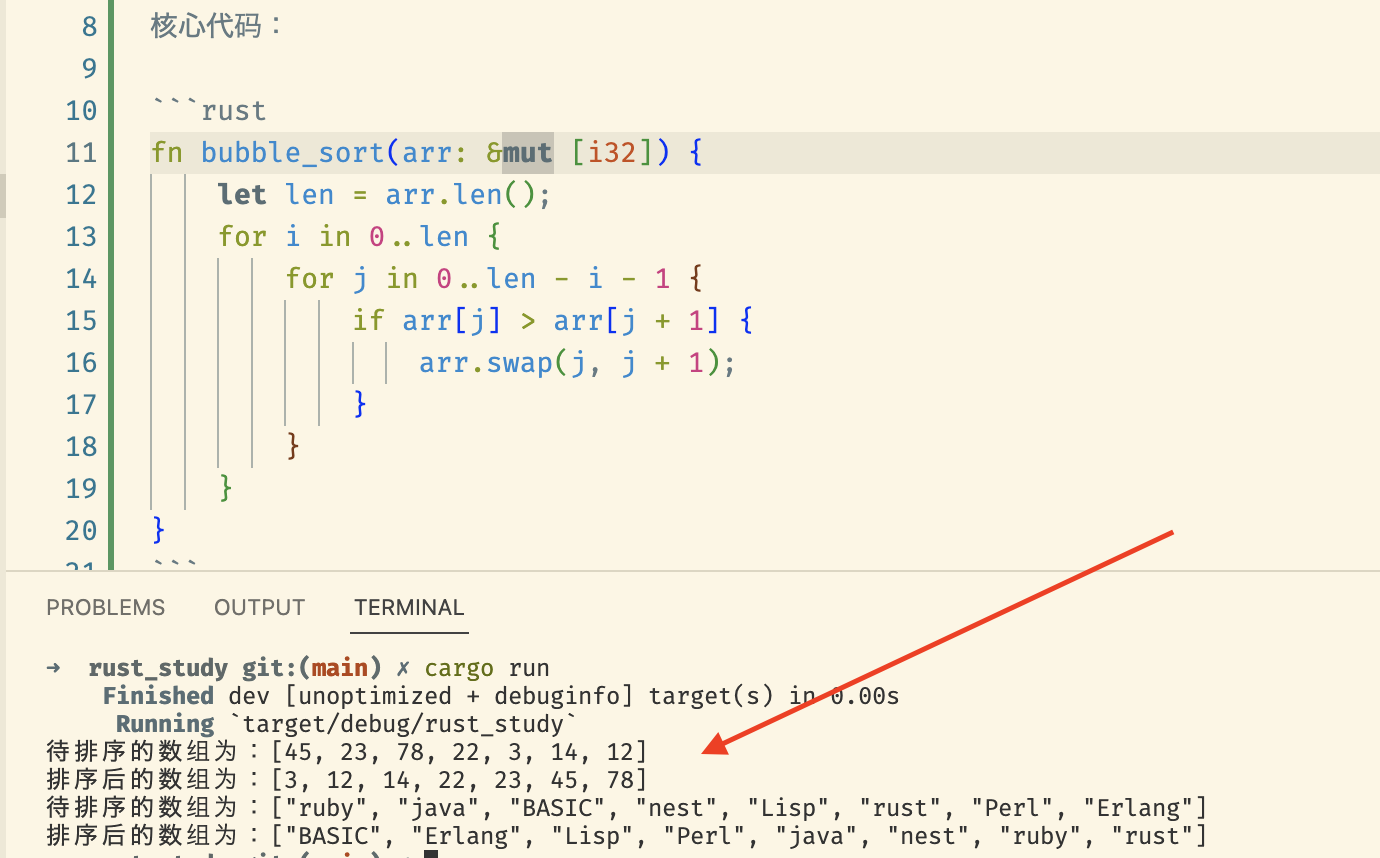 8 核心代码：
9
10 ```rust
11 fn bubble_sort(arr: &mut [i32]) {
12     let len = arr.len();
13     for i in 0..len {
14         for j in 0..len - i - 1 {
15             if arr[j] > arr[j + 1] {
16                 arr.swap(j, j + 1);
17             }
18         }
19     }
20 }
21 ```
PROBLEMS OUTPUT TERMINAL
➜ rust_study git:(main) ✗ cargo run
Finished dev [unoptimized + debuginfo] target(s) in 0.00s
Running `target/debug/rust_study`
待排序的数组为：[45, 23, 78, 22, 3, 14, 12]
排序后的数组为：[3, 12, 14, 22, 23, 45, 78]
待排序的数组为：["ruby", "java", "BASIC", "nest", "Lisp", "rust", "Perl", "Erlang"]
排序后的数组为：["BASIC", "Erlang", "Lisp", "Perl", "java", "nest", "ruby", "rust"]